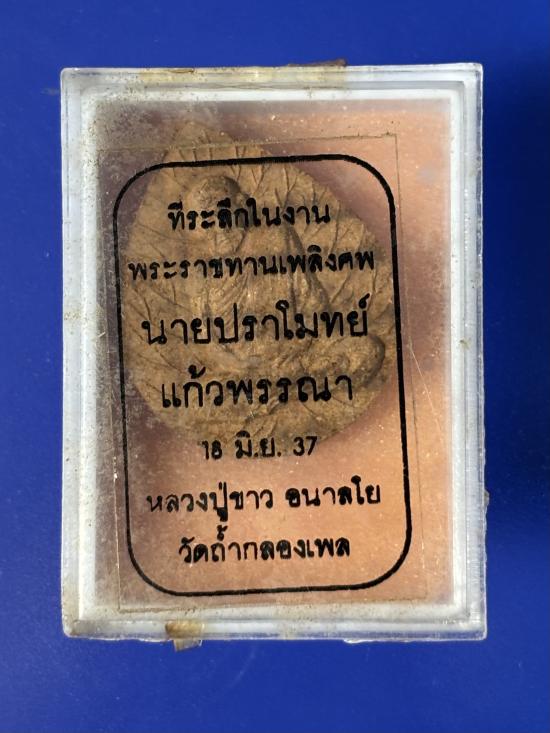 ที่ระลึกในงาน
พระราชทานเพลิงศพ
นายปราโมทย์
แก้วพรรณา
18 มิ.ย. 37
หลวงปู่ขาว อนาลโย
วัดถ้ำกลองเพล